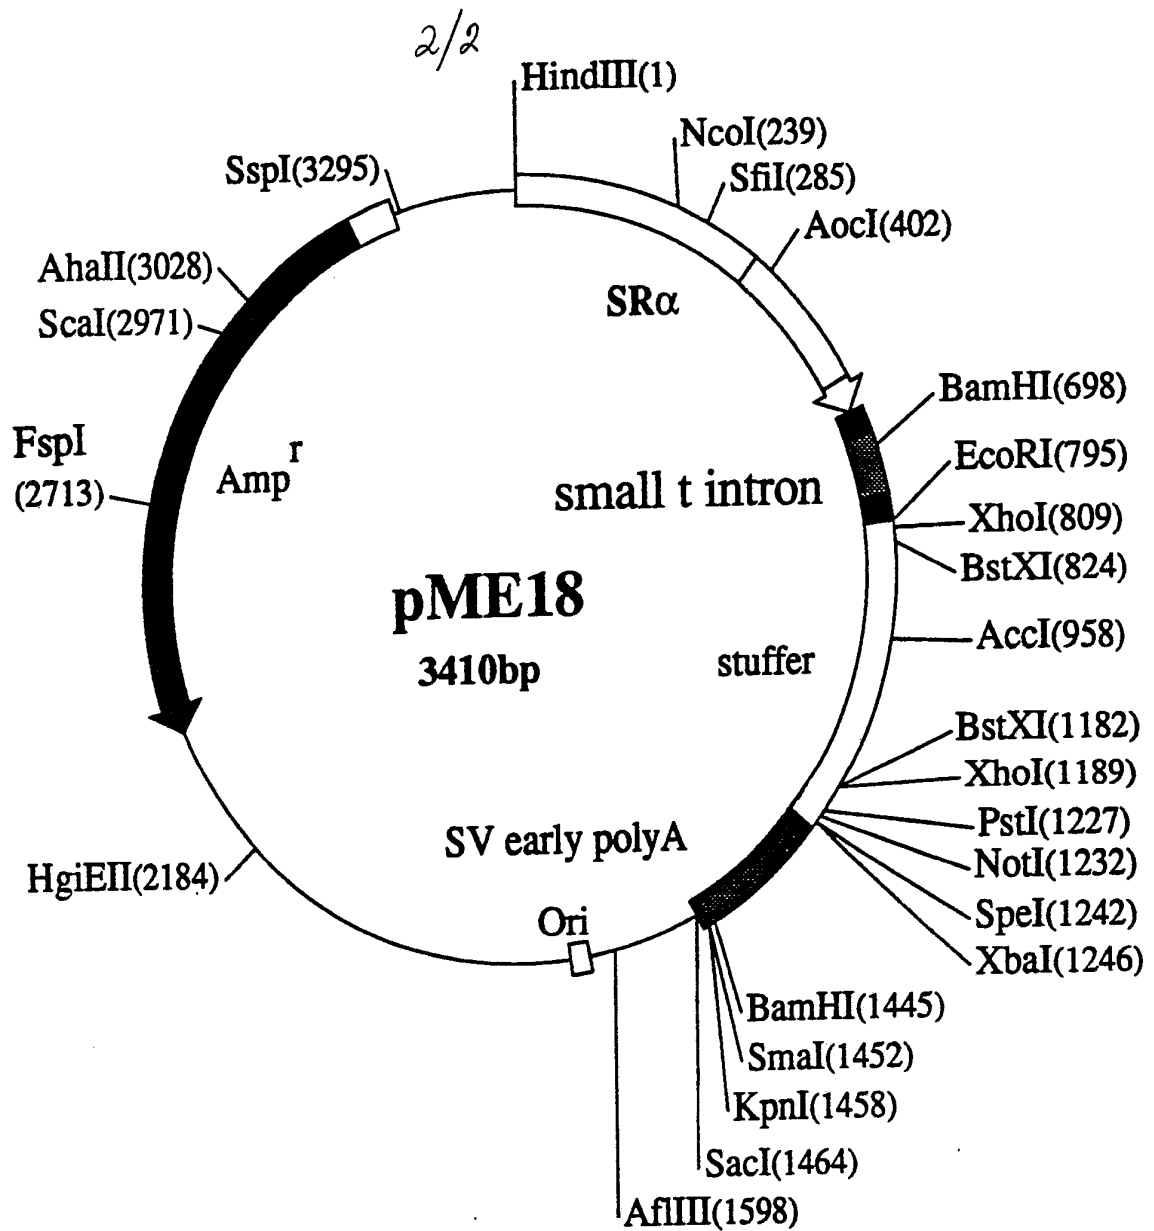 2/2
HindIII(1)
NcoI(239)
SfiI(285)
AocI(402)
SspI(3295)
AhaII(3028)
ScaI(2971)
FspI
(2713)
Amp r
SRα
BamHI(698)
EcoRI(795)
XhoI(809)
BstXI(824)
AccI(958)
small t intron
pME18
3410bp
stuffer
BstXI(1182)
XhoI(1189)
PstI(1227)
NotI(1232)
SpeI(1242)
XbaI(1246)
SV early polyA
HgiEII(2184)
Ori
BamHI(1445)
SmaI(1452)
KpnI(1458)
SacI(1464)
AflIII(1598)